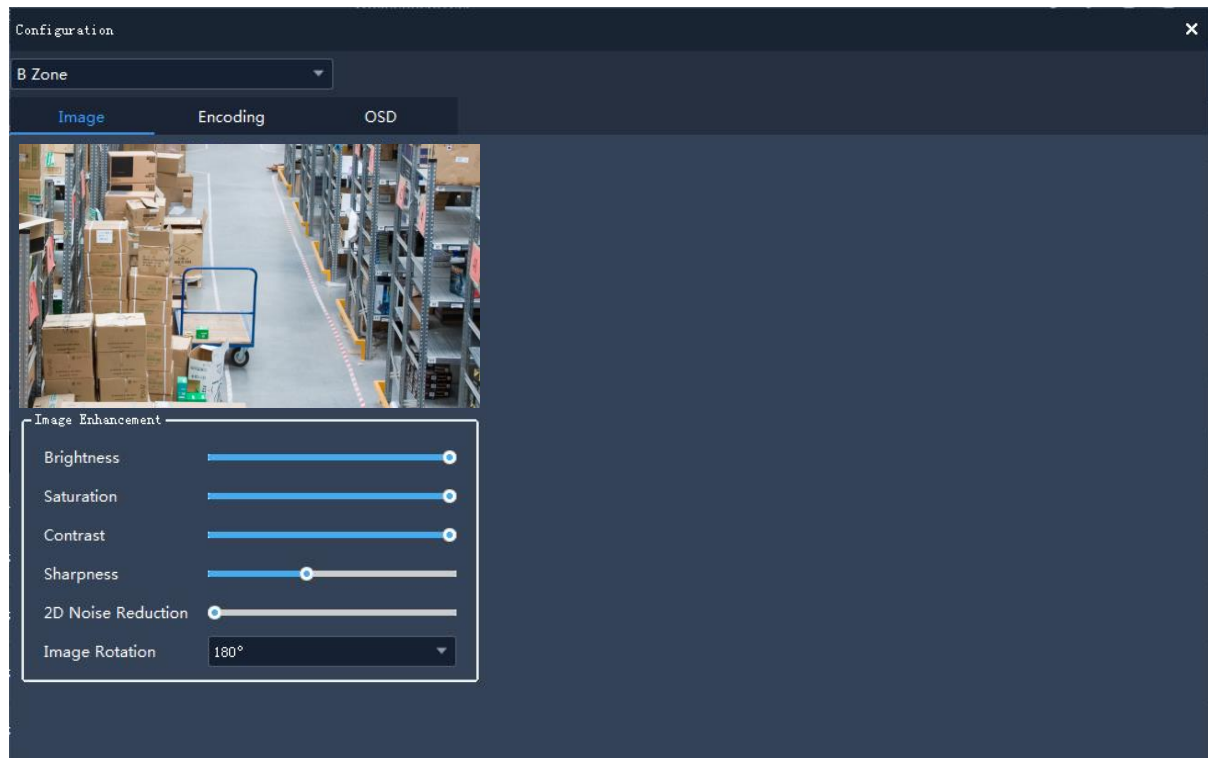 Configuration
B Zone
Image Encoding OSD
Image Enhancement
Brightness
Saturation
Contrast
Sharpness
2D Noise Reduction
Image Rotation 180°